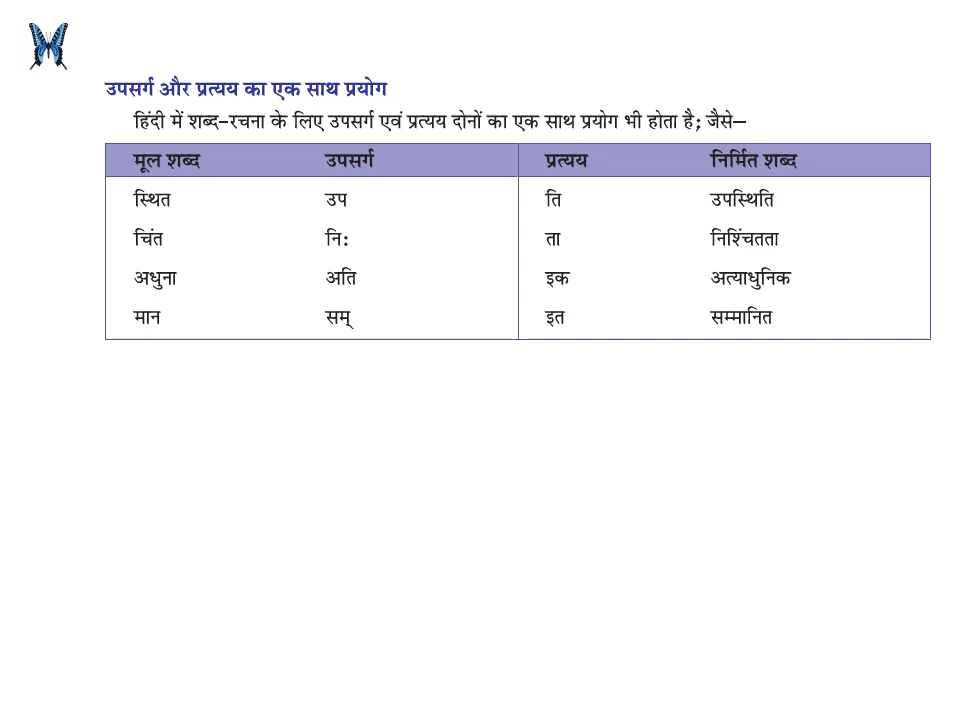 उपसर्ग और प्रत्यय का एक साथ प्रयोग
हिंदी में शब्द-रचना के लिए उपसर्ग एवं प्रत्यय दोनों का एक साथ प्रयोग भी होता है; जैसे—
मूल शब्द उपसर्ग प्रत्यय निर्मित शब्द
स्थित उप ति उपस्थिति
चिंत नि: ता निश्चिंतता
अधुना अति इक अत्याधुनिक
मान सम् इत सम्मानित